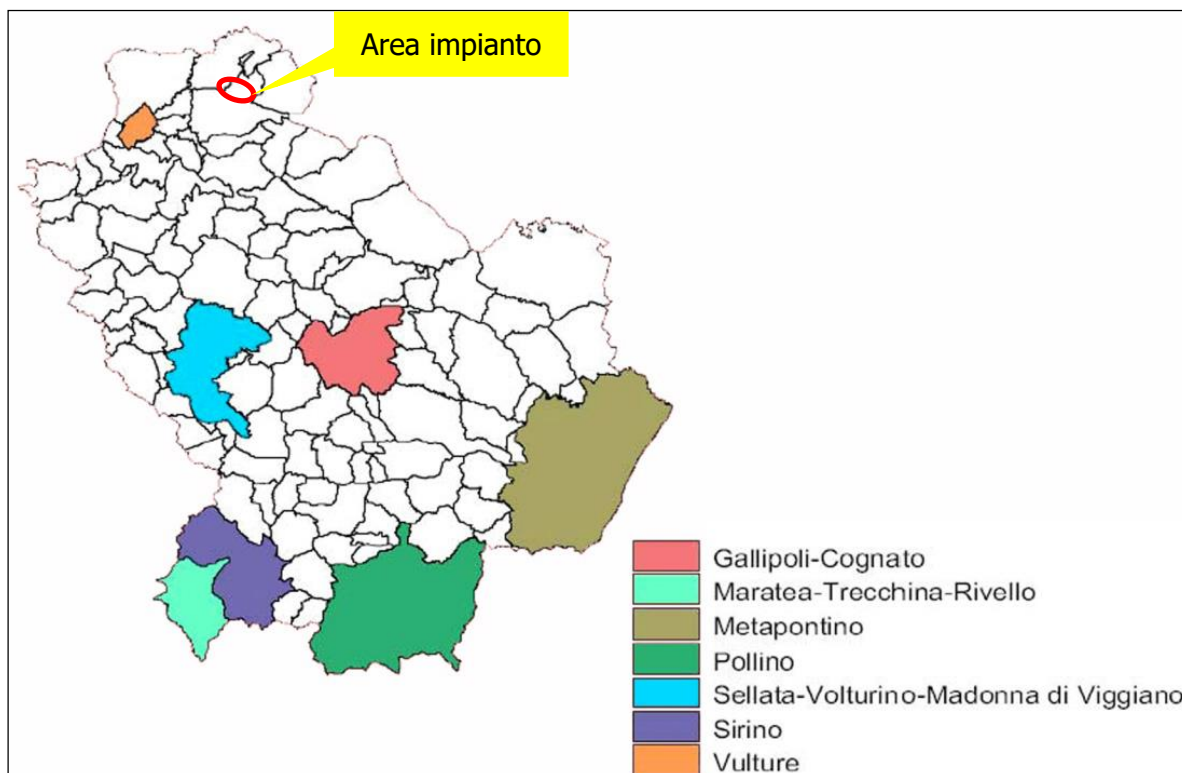 Area impianto
Gallipoli-Cognato
Maratea-Trecchina-Rivello
Metapontino
Pollino
Sellata-Volturino-Madonna di Viggiano
Sirino
Vulture